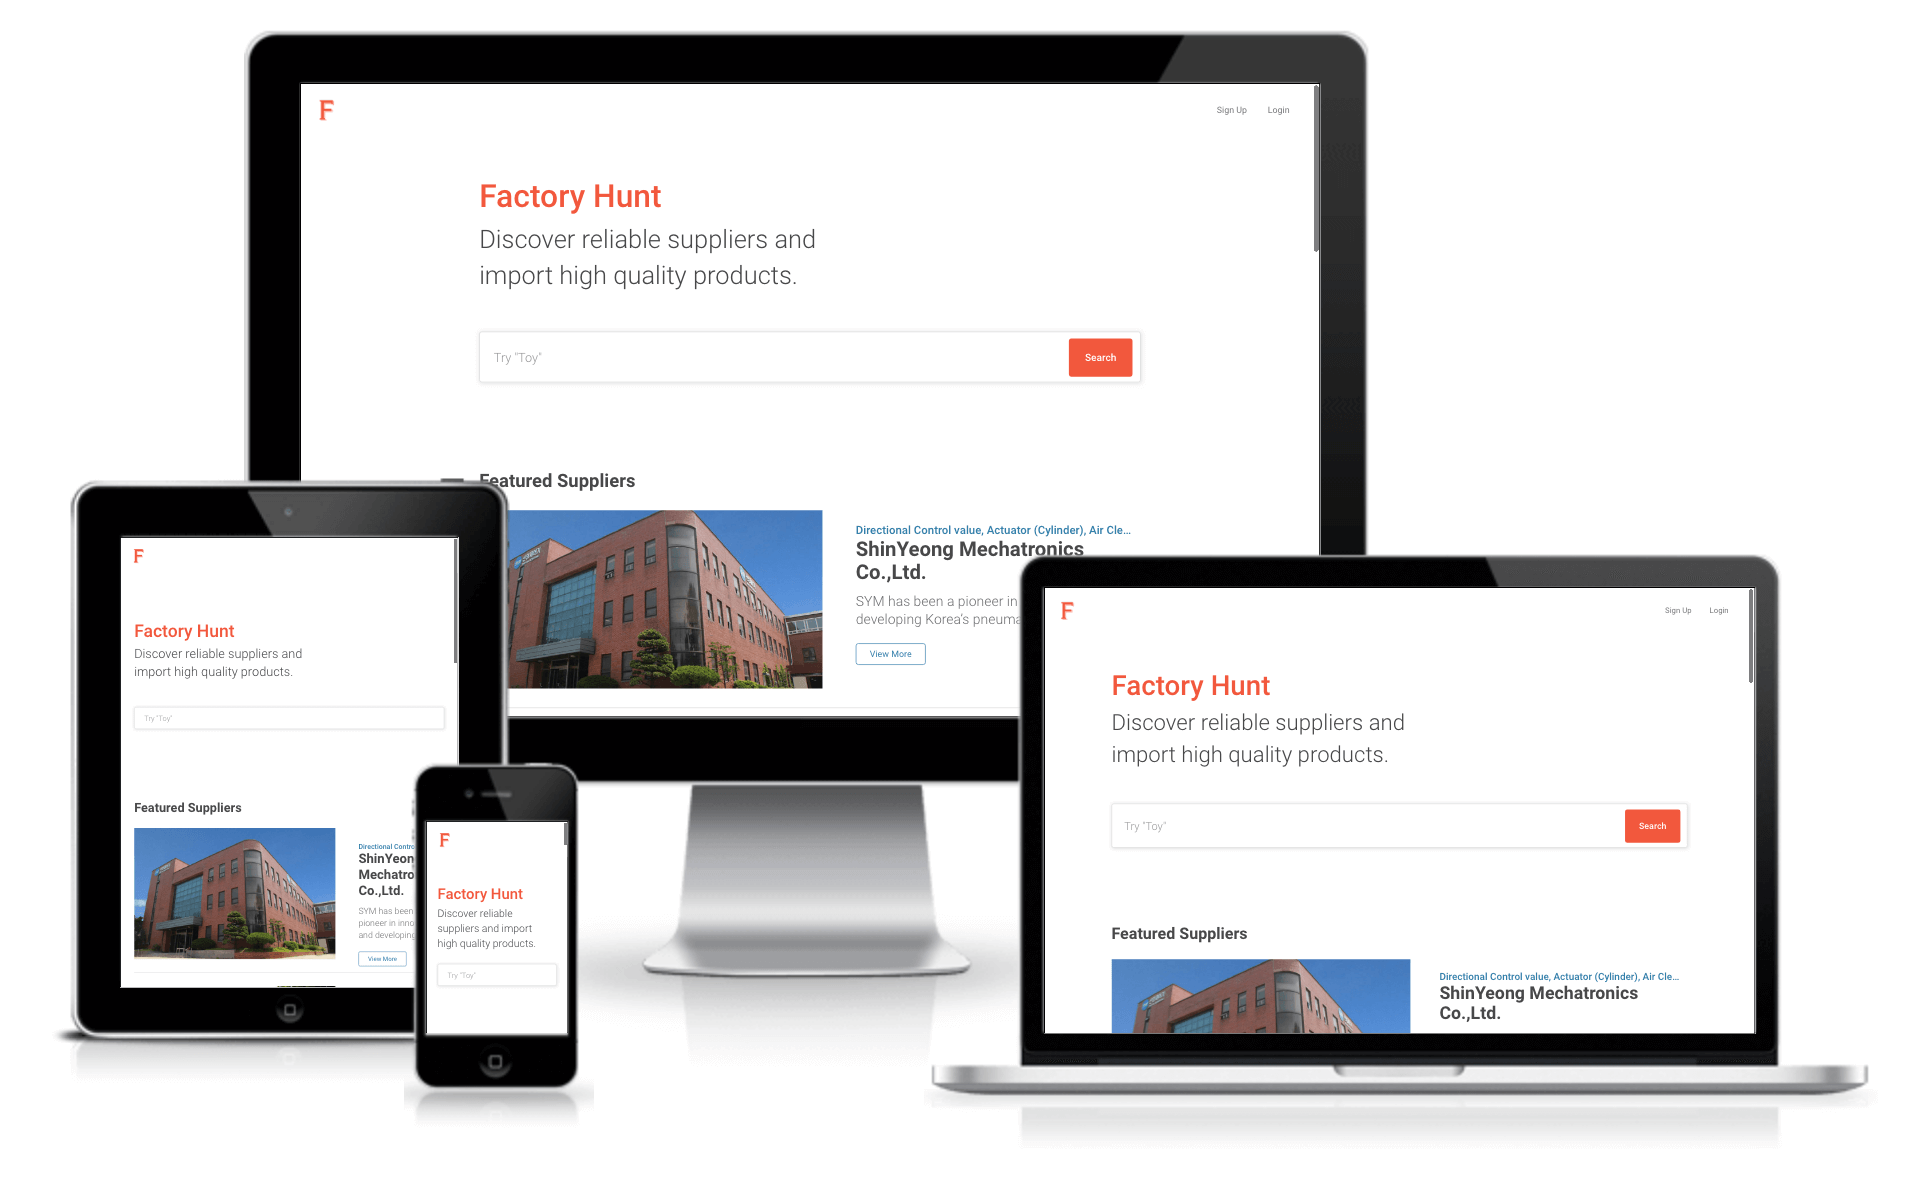 F
Sign Up Login
Factory Hunt
Discover reliable suppliers and
import high quality products.
Try "Toy"
Search
Featured Suppliers
Directional Control value, Actuator (Cylinder), Air Cle...
ShinYeong Mechatronics
Co.,Ltd.
SYM has been a pioneer in
developing Korea's pneuma
View More
F
Factory Hunt
Discover reliable suppliers and
import high quality products.
Try "Toy"
Featured Suppliers
Directional Contro
ShinYeon
Mechatro
Co.,Ltd.
SYM has been
pioneer in inno
and developing
View More
F
Factory Hunt
Discover reliable
suppliers and import
high quality products.
Try "Toy"
F
Sign Up Login
Factory Hunt
Discover reliable suppliers and
import high quality products.
Try "Toy"
Search
Featured Suppliers
Directional Control value, Actuator (Cylinder), Air Cle...
ShinYeong Mechatronics
Co.,Ltd.